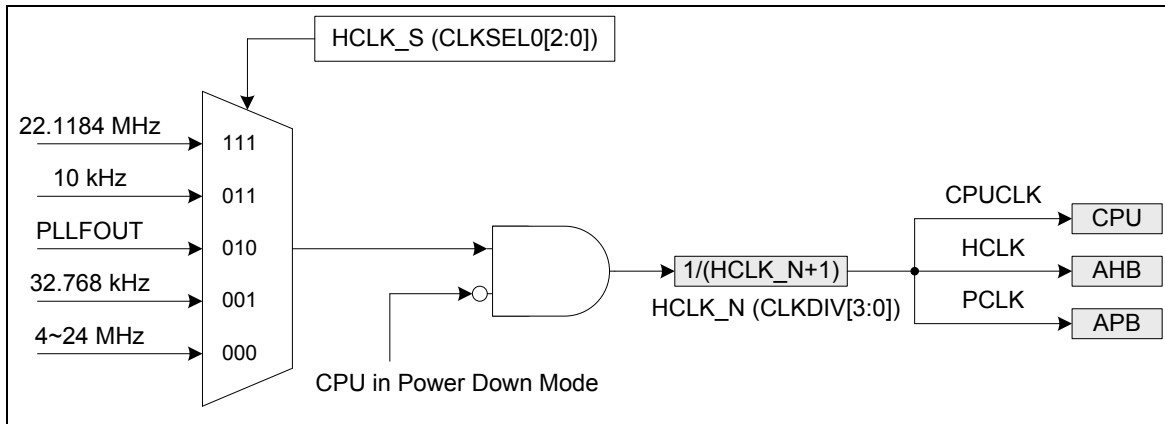 HCLK_S (CLKSEL0[2:0])
22.1184 MHz
111
10 kHz
011
PLLFOUT
010
32.768 kHz
001
4~24 MHz
000
CPU in Power Down Mode
1/(HCLK_N+1)
HCLK_N (CLKDIV[3:0])
CPUCLK
CPU
HCLK
AHB
PCLK
APB